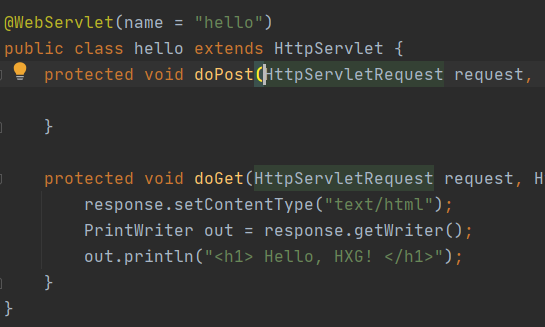 @WebServlet(name = "hello")
public class hello extends HttpServlet {
protected void doPost(HttpServletRequest request,
}
protected void doGet(HttpServletRequest request, H
response.setContentType("text/html");
PrintWriter out = response.getWriter();
out.println("<h1> Hello, HXG! </h1>");
}
}